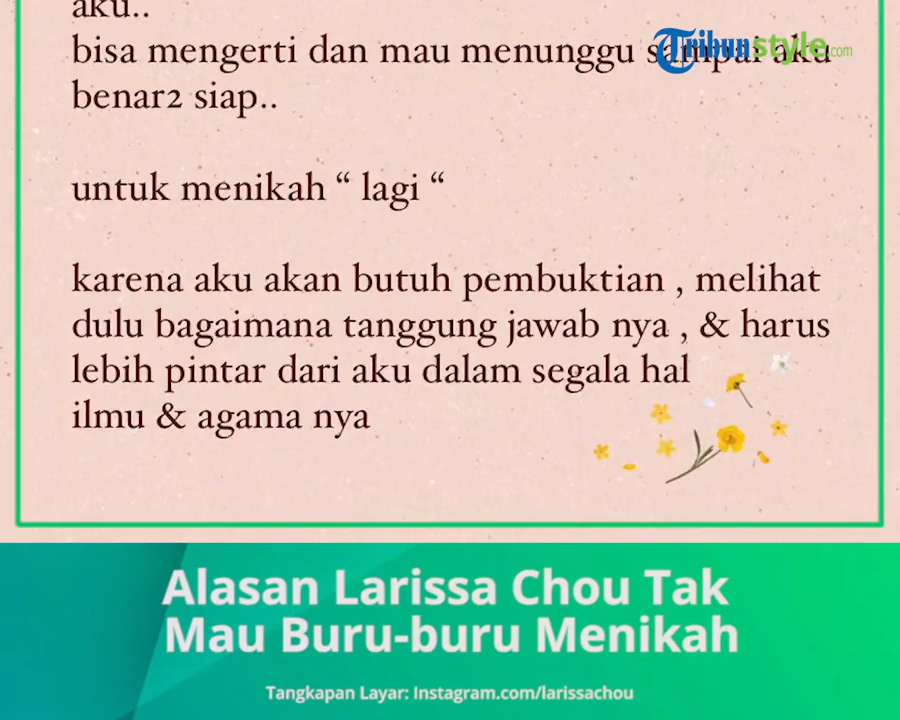 aku..
bisa mengerti dan mau menunggu sampai aku
benar2 siap..
untuk menikah “ lagi “
karena aku akan butuh pembuktian , melihat
dulu bagaimana tanggung jawab nya , & harus
lebih pintar dari aku dalam segala hal
ilmu & agama nya
Tribunstyle.com
Alasan Larissa Chou Tak
Mau Buru-buru Menikah
Tangkapan Layar: Instagram.com/larissachou